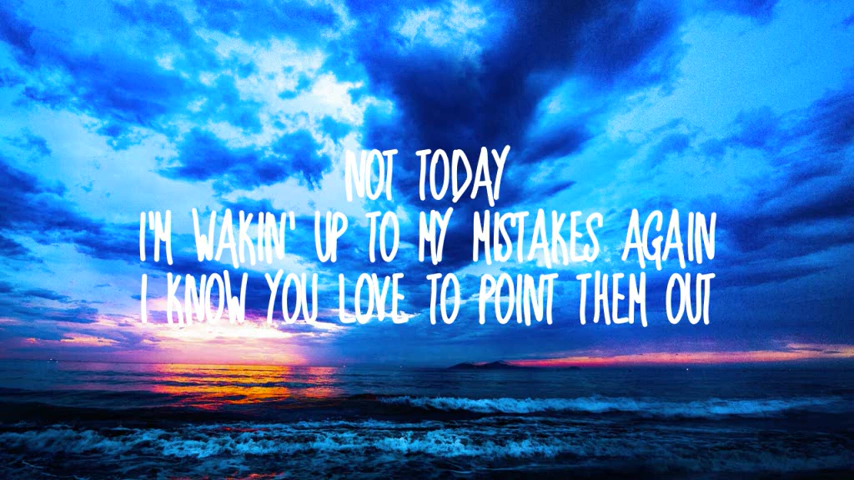 NOT TODAY
I'M WAKIN' UP TO MY MISTAKES AGAIN
I KNOW YOU LOVE TO POINT THEM OUT